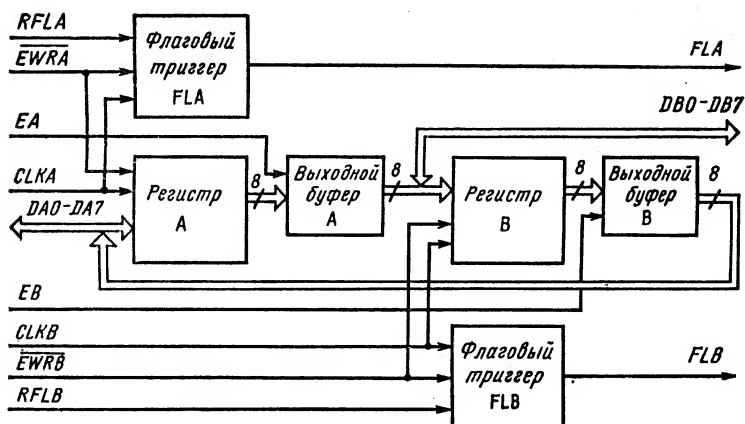 RFLA
EWRA
Флаговый
триггер
FLA
FLA
DB0-DB7
EA
CLKA
DA0-DA7
Регистр
A
8
Выходной
буфер
A
8
Регистр
B
8
Выходной
буфер
B
8
EB
CLKB
EWRB
RFLB
Флаговый
триггер
FLB
FLB